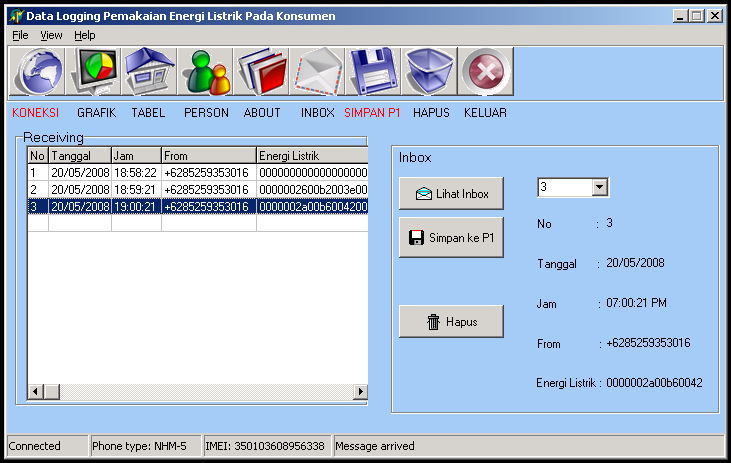 Data Logging Pemakaian Energi Listrik Pada Konsumen
File View Help
KONEKSI GRAFIK TABEL PERSON ABOUT INBOX SIMPAN P1 HAPUS KELUAR
Receiving
No Tanggal Jam From Energi Listrik
1 20/05/2008 18:58:22 +6285259353016 000000000000000000
2 20/05/2008 18:59:21 +6285259353016 0000002600b2003e00
3 20/05/2008 19:00:21 +6285259353016 0000002a00b6004200
Inbox
Lihat Inbox 3
No : 3
Simpan ke P1
Tanggal : 20/05/2008
Jam : 07:00:21 PM
Hapus
From : +6285259353016
Energi Listrik : 0000002a00b60042
Connected Phone type: NHM-5 IMEI: 350103608956338 Message arrived